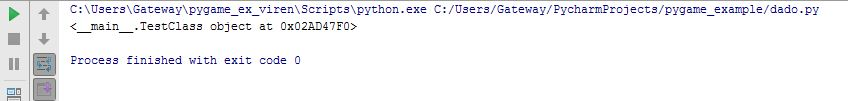 C:\Users\Gateway\pygame_ex_viren\Scripts\python.exe C:/Users/Gateway/PycharmProjects/pygame_example/dado.py
<__main__.TestClass object at 0x02AD47F0>
Process finished with exit code 0